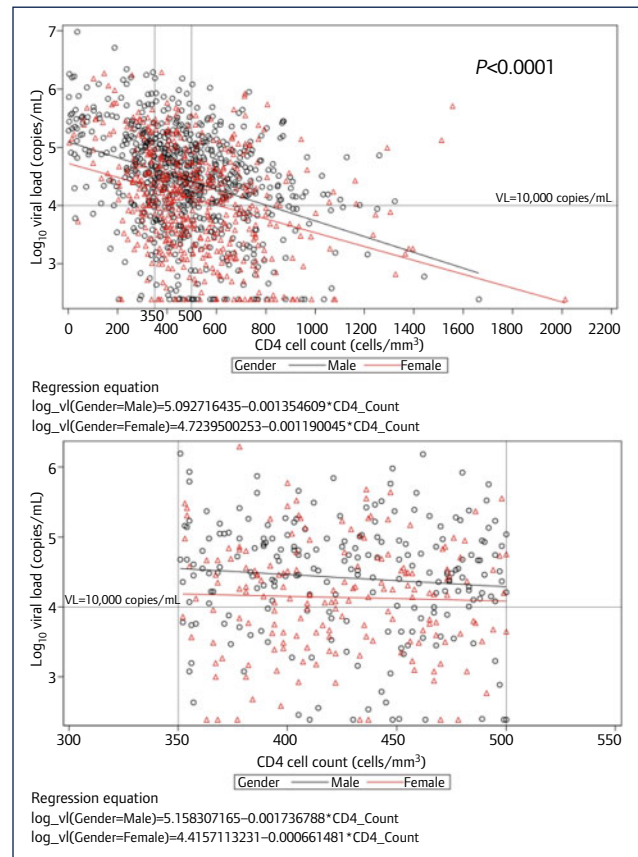 7
P<0.0001
6
5
4
3
VL=10,000 copies/mL
Log10 viral load (copies/mL)
0 200 400 600 800 1000 1200 1400 1600 1800 2000 2200
350 500
CD4 cell count (cells/mm³)
Gender Male Female
Regression equation
log_vl(Gender=Male)=5.092716435–0.001354609*CD4_Count
log_vl(Gender=Female)=4.7239500253–0.001190045*CD4_Count
6
5
4
3
VL=10,000 copies/mL
Log10 viral load (copies/mL)
300 350 400 450 500 550
CD4 cell count (cells/mm³)
Gender Male Female
Regression equation
log_vl(Gender=Male)=5.158307165–0.001736788*CD4_Count
log_vl(Gender=Female)=4.4157113231–0.000661481*CD4_Count